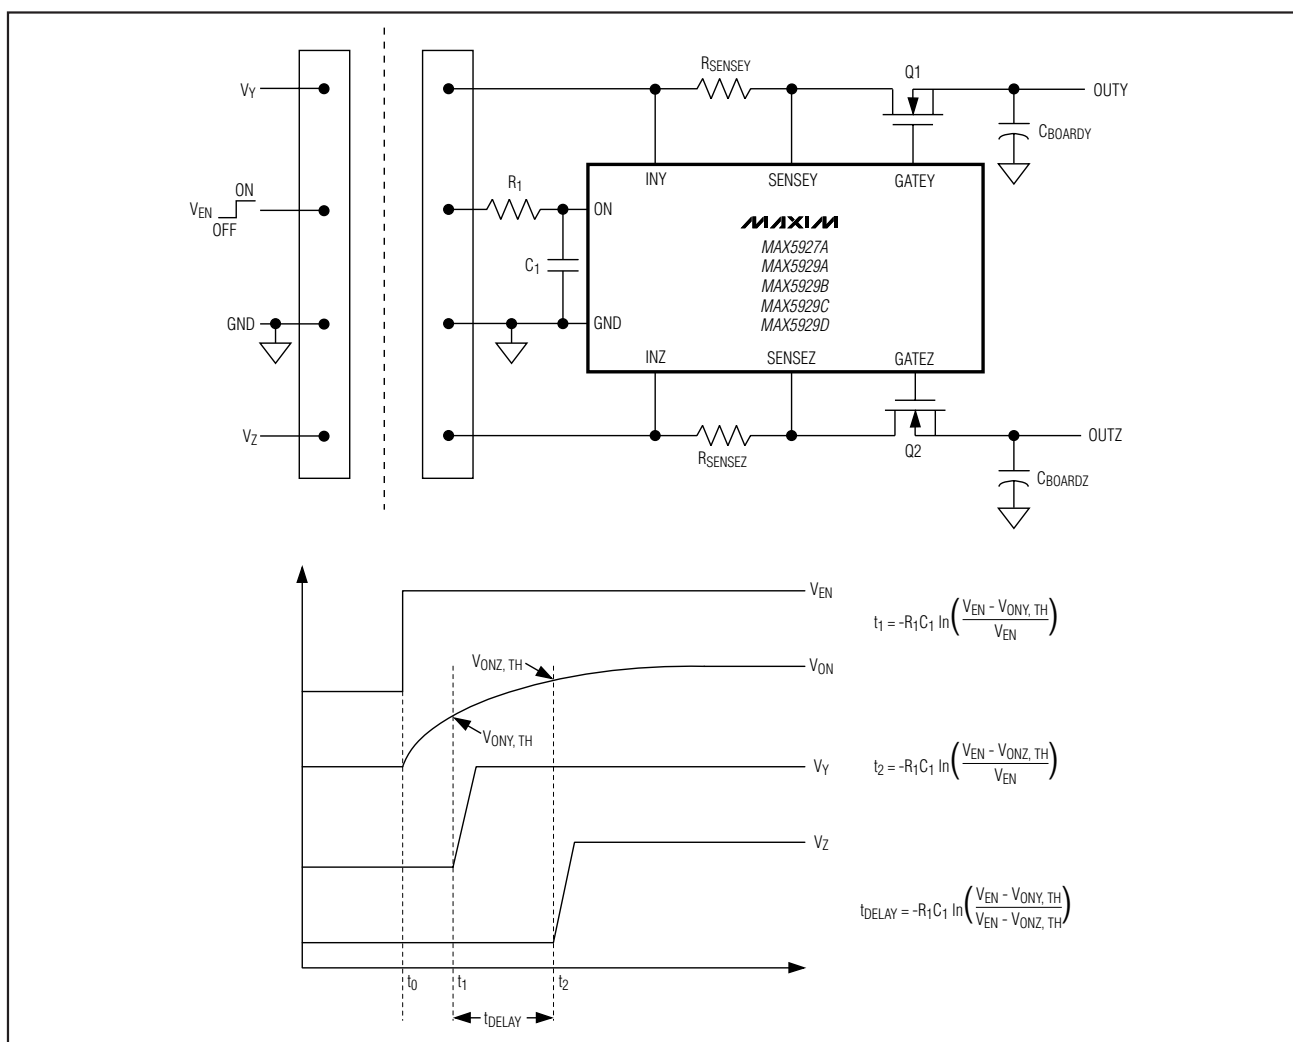 RSENSEY
Q1
VY
OUTY
CBOARDY
INY
SENSEY
GATEY
R1
ON
VEN
OFF
ON
MAXIM
MAX5927A
MAX5929A
MAX5929B
MAX5929C
MAX5929D
C1
GND
GND
INZ
SENSEZ
GATEZ
VZ
RSENSEZ
Q2
OUTZ
CBOARDZ
VEN
t1 = -R1C1 ln(VEN - VONY, TH / VEN)
VONZ, TH
VON
VONY, TH
VY
t2 = -R1C1 ln(VEN - VONZ, TH / VEN)
VZ
tDELAY = -R1C1 ln(VEN - VONY, TH / VEN - VONZ, TH)
t0
t1
t2
tDELAY